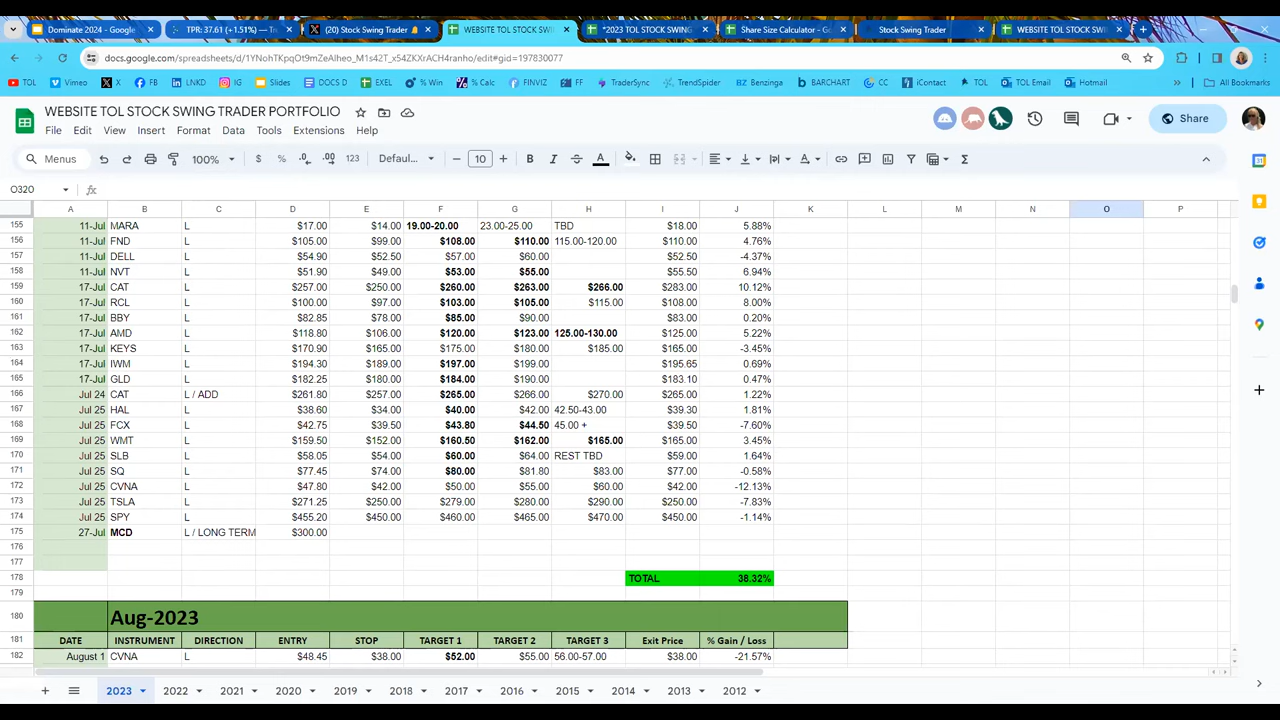 Dominate 2024 - Google
TPR: 37.61 (+1.51%) — To
(20) Stock Swing Trader
WEBSITE TOL STOCK SWIN
*2023 TOL STOCK SWING
Share Size Calculator - Go
Stock Swing Trader
WEBSITE TOL STOCK SWIN
TOL Vimeo X FB LNKD IG Slides DOCS D EXEL % Win % Calc FINVIZ FF TraderSync TrendSpider Benzinga BARCHART CC iContact TOL TOL Email Hotmail All Bookmarks
WEBSITE TOL STOCK SWING TRADER PORTFOLIO
File Edit View Insert Format Data Tools Extensions Help
Share
Menus 100% $ % .0 .00 123 Defaul... 10 B I A
O320 fx
A B C D E F G H I J K L M N O P
155 11-Jul MARA L $17.00 $14.00 19.00-20.00 23.00-25.00 TBD $18.00 5.88%
156 11-Jul FND L $105.00 $99.00 $108.00 $110.00 115.00-120.00 $110.00 4.76%
157 11-Jul DELL L $54.90 $52.50 $57.00 $60.00 $52.50 -4.37%
158 11-Jul NVT L $51.90 $49.00 $53.00 $55.00 $55.50 6.94%
159 17-Jul CAT L $257.00 $250.00 $260.00 $263.00 $266.00 $283.00 10.12%
160 17-Jul RCL L $100.00 $97.00 $103.00 $105.00 $115.00 $108.00 8.00%
161 17-Jul BBY L $82.85 $78.00 $85.00 $90.00 $83.00 0.20%
162 17-Jul AMD L $118.80 $106.00 $120.00 $123.00 125.00-130.00 $125.00 5.22%
163 17-Jul KEYS L $170.90 $165.00 $175.00 $180.00 $185.00 $165.00 -3.45%
164 17-Jul IWM L $194.30 $189.00 $197.00 $199.00 $195.65 0.69%
165 17-Jul GLD L $182.25 $180.00 $184.00 $190.00 $183.10 0.47%
166 Jul 24 CAT L / ADD $261.80 $257.00 $265.00 $266.00 $270.00 $265.00 1.22%
167 Jul 25 HAL L $38.60 $34.00 $40.00 $42.00 42.50-43.00 $39.30 1.81%
168 Jul 25 FCX L $42.75 $39.50 $43.80 $44.50 45.00 + $39.50 -7.60%
169 Jul 25 WMT L $159.50 $152.00 $160.50 $162.00 $165.00 $165.00 3.45%
170 Jul 25 SLB L $58.05 $54.00 $60.00 $64.00 REST TBD $59.00 1.64%
171 Jul 25 SQ L $77.45 $74.00 $80.00 $81.80 $83.00 $77.00 -0.58%
172 Jul 25 CVNA L $47.80 $42.00 $50.00 $55.00 $60.00 $42.00 -12.13%
173 Jul 25 TSLA L $271.25 $250.00 $279.00 $280.00 $290.00 $250.00 -7.83%
174 Jul 25 SPY L $455.20 $450.00 $460.00 $465.00 $470.00 $450.00 -1.14%
175 27-Jul MCD L / LONG TERM $300.00
176
177
178 TOTAL 38.32%
179
180 Aug-2023
181 DATE INSTRUMENT DIRECTION ENTRY STOP TARGET 1 TARGET 2 TARGET 3 Exit Price % Gain / Loss
182 August 1 CVNA L $48.45 $38.00 $52.00 $55.00 56.00-57.00 $38.00 -21.57%
2023 2022 2021 2020 2019 2018 2017 2016 2015 2014 2013 2012